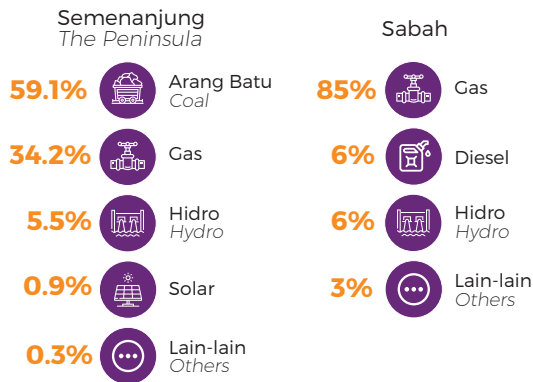 Semenanjung
The Peninsula
59.1%
Arang Batu
Coal
34.2%
Gas
5.5%
Hidro
Hydro
0.9%
Solar
0.3%
Lain-lain
Others
Sabah
85%
Gas
6%
Diesel
6%
Hidro
Hydro
3%
Lain-lain
Others